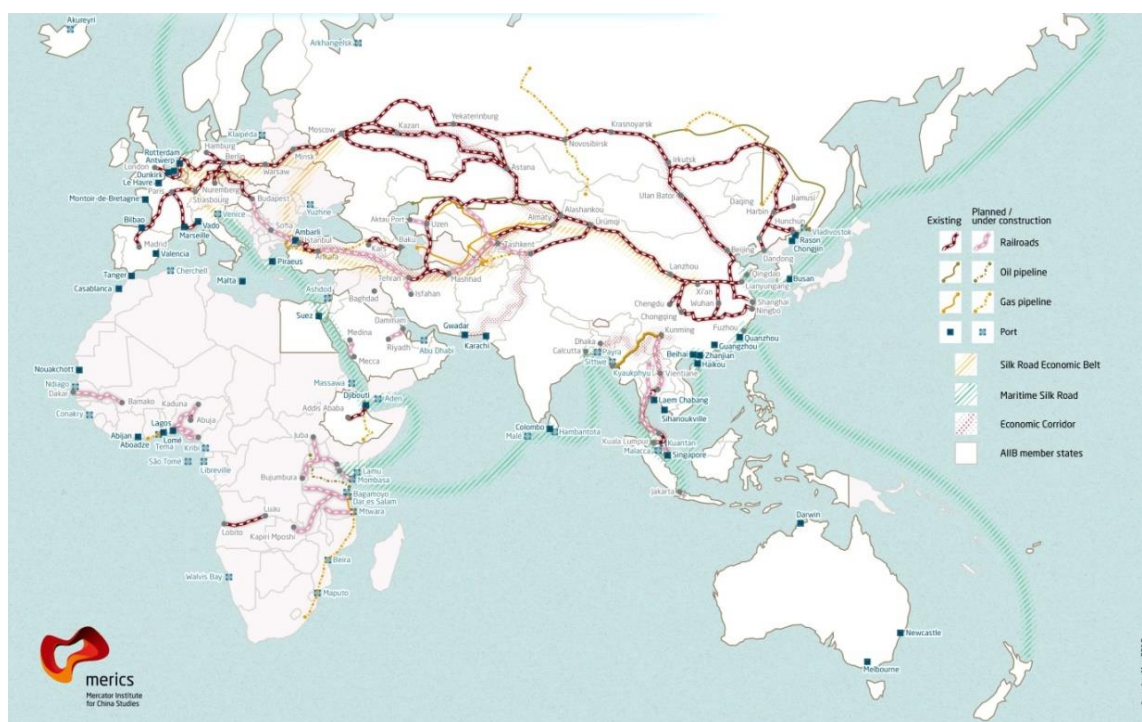 Akureyri
Arkhangelsk
Klaipėda
Hamburg
Rotterdam
Antwerp
London
Dunkirk
Le Havre
Paris
Montoir-de-Bretagne
Berlin
Warsaw
Minsk
Moscow
Kazan
Yekaterinburg
Novosibirsk
Krasnoyarsk
Irkutsk
Ulan Bator
Astana
Nuremberg
Strasbourg
Budapest
Venice
Bilbao
Madrid
Marseille
Vado
Valencia
Sofia
Yuzhne
Ambarli
Istanbul
Ankara
Piraeus
Kars
Baku
Aktau Port
Uzen
Almaty
Alashankou
Ürümqi
Tashkent
Mashhad
Tehran
Isfahan
Daqing
Harbin
Jiamusi
Hunchun
Vladivostok
Rason
Chongjin
Dandong
Beijing
Busan
Qingdao
Lianyungang
Shanghai
Ningbo
Lanzhou
Xi'an
Wuhan
Chengdu
Chongqing
Fuzhou
Quanzhou
Guangzhou
Zhanjian
Haikou
Beihai
Kunming
Tanger
Casablanca
Cherchell
Malta
Ashdod
Suez
Baghdad
Dammam
Riyadh
Medina
Mecca
Abu Dhabi
Gwadar
Karachi
Dhaka
Calcutta
Payra
Sittwe
Kyaukphyu
Vientiane
Laem Chabang
Sihanoukville
Colombo
Hambantota
Malé
Kuala Lumpur
Kuantan
Malacca
Singapore
Jakarta
Nouakchott
Ndiago
Dakar
Bamako
Conakry
Kaduna
Abuja
Lagos
Abijan
Lomé
Aboadze
Tema
Kribi
São Tomé
Libreville
Massawa
Djibouti
Aden
Addis Ababa
Juba
Bujumbura
Lamu
Mombasa
Bagamoyo
Dar es Salam
Mtwara
Luau
Lobito
Kapiri Mposhi
Walvis Bay
Beira
Maputo
Darwin
Newcastle
Melbourne
Existing
Planned /
under construction
Railroads
Oil pipeline
Gas pipeline
Port
Silk Road Economic Belt
Maritime Silk Road
Economic Corridor
AIIB member states
merics
Mercator Institute
for China Studies